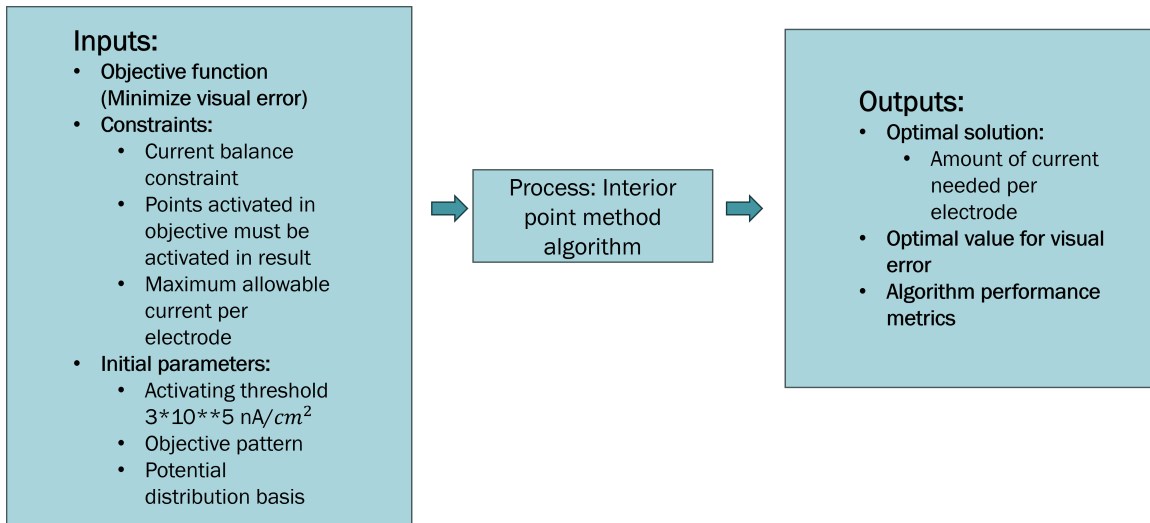 Inputs:
• Objective function
(Minimize visual error)
• Constraints:
• Current balance
constraint
• Points activated in
objective must be
activated in result
• Maximum allowable
current per
electrode
• Initial parameters:
• Activating threshold
3*10**5 nA/cm²
• Objective pattern
• Potential
distribution basis
Process: Interior
point method
algorithm
Outputs:
• Optimal solution:
• Amount of current
needed per
electrode
• Optimal value for visual
error
• Algorithm performance
metrics